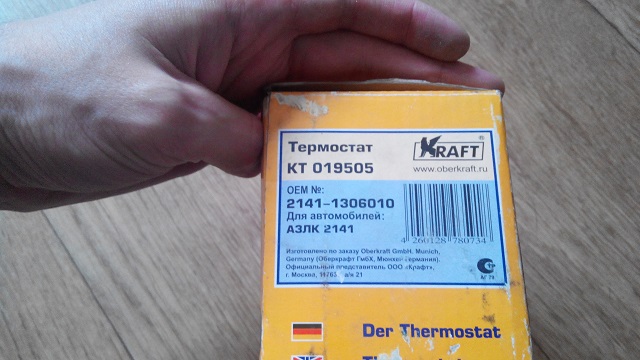 Термостат
KT 019505
KRAFT®
www.oberkraft.ru
OEM №:
2141-1306010
Для автомобилей:
АЗЛК 2141
4 260128 780734
Изготовлено по заказу Oberkraft GmbH. Munich,
Germany (Оберкрафт ГмбХ, Мюнхен Германия).
Официальный представитель ООО «Крафт»,
г. Москва, а/я 21
Der Thermostat